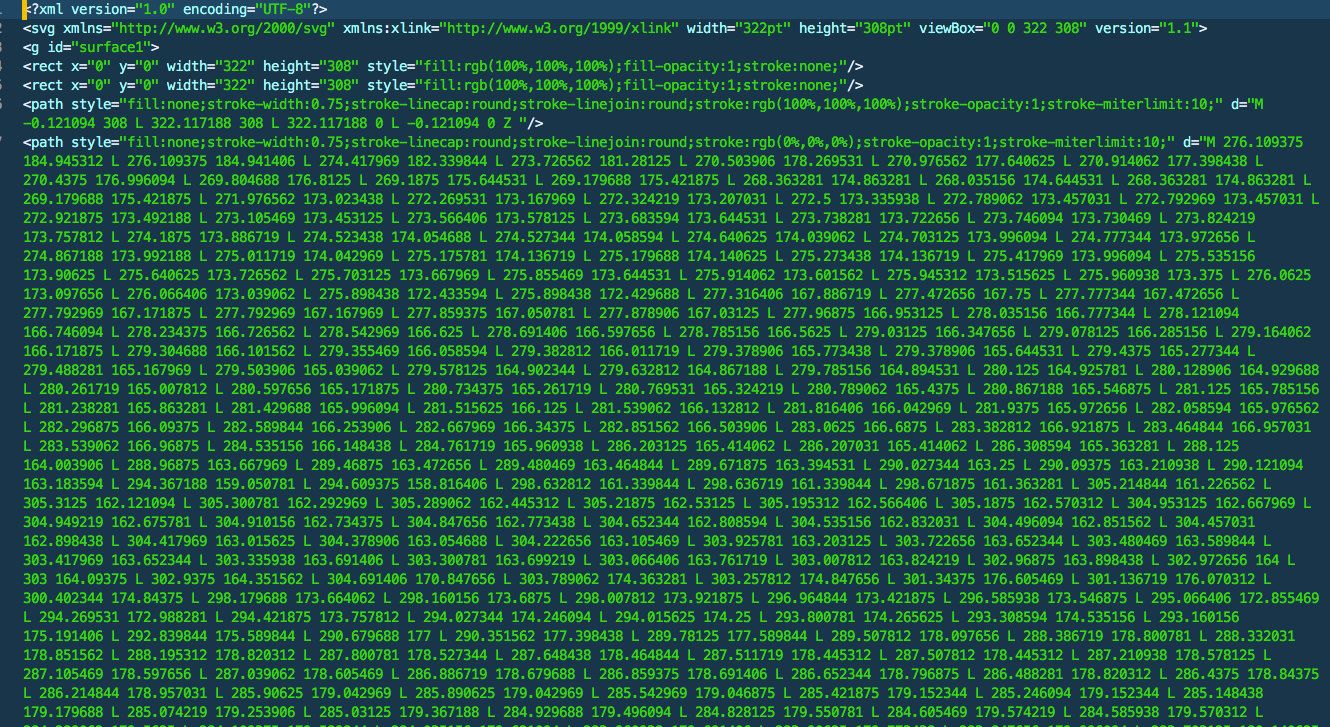 <?xml version="1.0" encoding="UTF-8"?>
<svg xmlns="http://www.w3.org/2000/svg" xmlns:xlink="http://www.w3.org/1999/xlink" width="322pt" height="308pt" viewBox="0 0 322 308" version="1.1">
<g id="surface1">
<rect x="0" y="0" width="322" height="308" style="fill:rgb(100%,100%,100%);fill-opacity:1;stroke:none;"/>
<rect x="0" y="0" width="322" height="308" style="fill:rgb(100%,100%,100%);fill-opacity:1;stroke:none;"/>
<path style="fill:none;stroke-width:0.75;stroke-linecap:round;stroke-linejoin:round;stroke:rgb(100%,100%,100%);stroke-opacity:1;stroke-miterlimit:10;" d="M
-0.121094 308 L 322.117188 308 L 322.117188 0 L -0.121094 0 Z "/>
<path style="fill:none;stroke-width:0.75;stroke-linecap:round;stroke-linejoin:round;stroke:rgb(0%,0%,0%);stroke-opacity:1;stroke-miterlimit:10;" d="M 276.109375
184.945312 L 276.109375 184.941406 L 274.417969 182.339844 L 273.726562 181.28125 L 270.503906 178.269531 L 270.976562 177.640625 L 270.914062 177.398438 L
270.4375 176.996094 L 269.804688 176.8125 L 269.1875 175.644531 L 269.179688 175.421875 L 268.363281 174.863281 L 268.035156 174.644531 L 268.363281 174.863281 L
269.179688 175.421875 L 271.976562 173.023438 L 272.269531 173.167969 L 272.324219 173.207031 L 272.5 173.335938 L 272.789062 173.457031 L 272.792969 173.457031 L
272.921875 173.492188 L 273.105469 173.453125 L 273.566406 173.578125 L 273.683594 173.644531 L 273.738281 173.722656 L 273.746094 173.730469 L 273.824219
173.757812 L 274.1875 173.886719 L 274.523438 174.054688 L 274.527344 174.058594 L 274.640625 174.039062 L 274.703125 173.996094 L 274.777344 173.972656 L
274.867188 173.992188 L 275.011719 174.042969 L 275.175781 174.136719 L 275.179688 174.140625 L 275.273438 174.136719 L 275.417969 173.996094 L 275.535156
173.90625 L 275.640625 173.726562 L 275.703125 173.667969 L 275.855469 173.644531 L 275.914062 173.601562 L 275.945312 173.515625 L 275.960938 173.375 L 276.0625
173.097656 L 276.066406 173.039062 L 275.898438 172.433594 L 275.898438 172.429688 L 277.316406 167.886719 L 277.472656 167.75 L 277.777344 167.472656 L
277.792969 167.171875 L 277.792969 167.167969 L 277.859375 167.050781 L 277.878906 167.03125 L 277.96875 166.953125 L 278.035156 166.777344 L 278.121094
166.746094 L 278.234375 166.726562 L 278.542969 166.625 L 278.691406 166.597656 L 278.785156 166.5625 L 279.03125 166.347656 L 279.078125 166.285156 L 279.164062
166.171875 L 279.304688 166.101562 L 279.355469 166.058594 L 279.382812 166.011719 L 279.378906 165.773438 L 279.378906 165.644531 L 279.4375 165.277344 L
279.488281 165.167969 L 279.503906 165.039062 L 279.578125 164.902344 L 279.632812 164.867188 L 279.785156 164.894531 L 280.125 164.925781 L 280.128906 164.929688
L 280.261719 165.007812 L 280.597656 165.171875 L 280.734375 165.261719 L 280.769531 165.324219 L 280.789062 165.4375 L 280.867188 165.546875 L 281.125 165.785156
L 281.238281 165.863281 L 281.429688 165.996094 L 281.515625 166.125 L 281.539062 166.132812 L 281.816406 166.042969 L 281.9375 165.972656 L 282.058594 165.976562
L 282.296875 166.09375 L 282.589844 166.253906 L 282.667969 166.34375 L 282.851562 166.503906 L 283.0625 166.6875 L 283.382812 166.921875 L 283.464844 166.957031
L 283.539062 166.96875 L 284.535156 166.148438 L 284.761719 165.960938 L 286.203125 165.414062 L 286.207031 165.414062 L 286.308594 165.363281 L 288.125
164.003906 L 288.96875 163.667969 L 289.46875 163.472656 L 289.480469 163.464844 L 289.671875 163.394531 L 290.027344 163.25 L 290.09375 163.210938 L 290.121094
163.183594 L 294.367188 159.050781 L 294.609375 158.816406 L 298.632812 161.339844 L 298.636719 161.339844 L 298.671875 161.363281 L 305.214844 161.226562 L
305.3125 162.121094 L 305.300781 162.292969 L 305.289062 162.445312 L 305.21875 162.53125 L 305.195312 162.566406 L 305.1875 162.570312 L 304.953125 162.667969 L
304.949219 162.675781 L 304.910156 162.734375 L 304.847656 162.773438 L 304.652344 162.808594 L 304.535156 162.832031 L 304.496094 162.851562 L 304.457031
162.898438 L 304.417969 163.015625 L 304.378906 163.054688 L 304.222656 163.105469 L 303.925781 163.203125 L 303.722656 163.652344 L 303.480469 163.589844 L
303.417969 163.652344 L 303.335938 163.691406 L 303.300781 163.699219 L 303.066406 163.761719 L 303.007812 163.824219 L 302.96875 163.898438 L 302.972656 164 L
303 164.09375 L 302.9375 164.351562 L 304.691406 170.847656 L 303.789062 174.363281 L 303.257812 174.847656 L 301.34375 176.605469 L 301.136719 176.070312 L
300.402344 174.84375 L 298.179688 173.664062 L 298.160156 173.6875 L 298.007812 173.921875 L 296.964844 173.421875 L 296.585938 173.546875 L 295.066406 172.855469
L 294.269531 172.988281 L 294.421875 173.757812 L 294.027344 174.246094 L 294.015625 174.25 L 293.800781 174.265625 L 293.308594 174.535156 L 293.160156
175.191406 L 292.839844 175.589844 L 290.679688 177 L 290.351562 177.398438 L 289.78125 177.589844 L 289.507812 178.097656 L 288.386719 178.800781 L 288.332031
178.851562 L 288.195312 178.820312 L 287.800781 178.527344 L 287.648438 178.464844 L 287.511719 178.445312 L 287.507812 178.445312 L 287.210938 178.578125 L
287.105469 178.597656 L 287.039062 178.605469 L 286.886719 178.679688 L 286.859375 178.691406 L 286.652344 178.796875 L 286.488281 178.820312 L 286.4375 178.84375
L 286.214844 178.957031 L 285.90625 179.042969 L 285.890625 179.042969 L 285.542969 179.046875 L 285.421875 179.152344 L 285.246094 179.152344 L 285.148438
179.179688 L 285.074219 179.253906 L 285.03125 179.367188 L 284.929688 179.496094 L 284.828125 179.550781 L 284.605469 179.574219 L 284.585938 179.578125 L